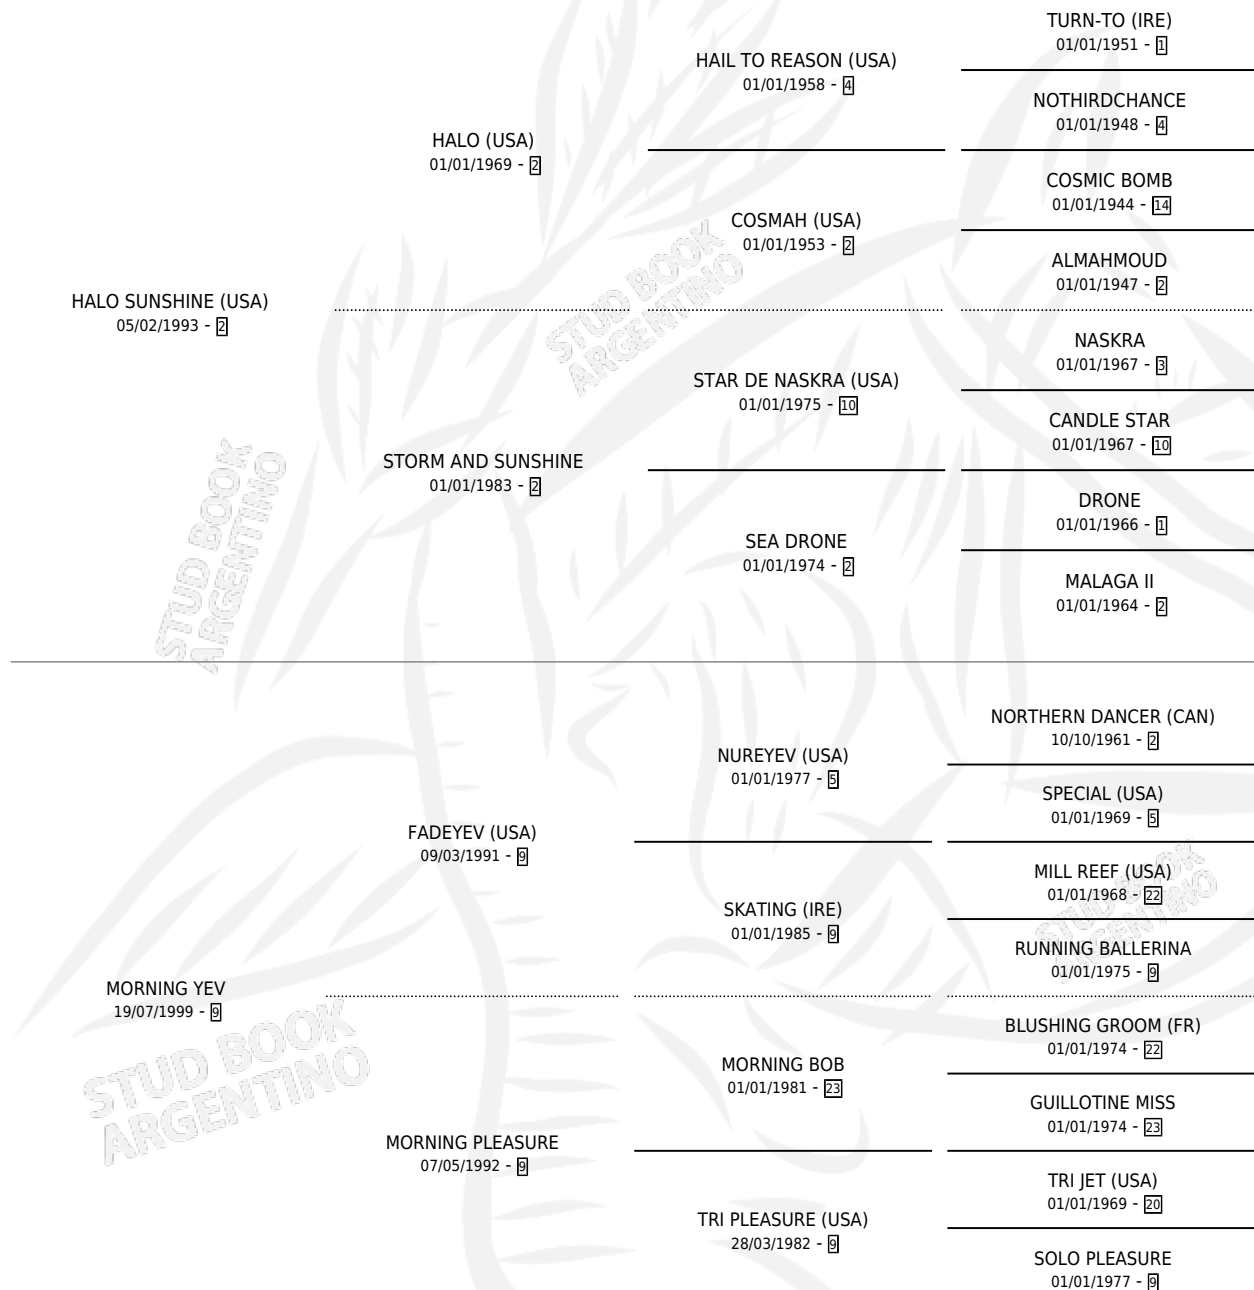 TURN-TO (IRE)
01/01/1951 - 1
HAIL TO REASON (USA)
01/01/1958 - 4
NOTHIRDCHANCE
01/01/1948 - 4
HALO (USA)
01/01/1969 - 2
COSMIC BOMB
01/01/1944 - 14
COSMAH (USA)
01/01/1953 - 2
ALMAHMOUD
01/01/1947 - 2
HALO SUNSHINE (USA)
05/02/1993 - 2
NASKRA
01/01/1967 - 3
STAR DE NASKRA (USA)
01/01/1975 - 10
CANDLE STAR
01/01/1967 - 10
STORM AND SUNSHINE
01/01/1983 - 2
DRONE
01/01/1966 - 1
SEA DRONE
01/01/1974 - 2
MALAGA II
01/01/1964 - 2
STUD BOOK
ARGENTINO
STUD BOOK
ARGENTINO
NORTHERN DANCER (CAN)
10/10/1961 - 2
NUREYEV (USA)
01/01/1977 - 5
SPECIAL (USA)
01/01/1969 - 5
FADEYEV (USA)
09/03/1991 - 9
MILL REEF (USA)
01/01/1968 - 22
SKATING (IRE)
01/01/1985 - 9
RUNNING BALLERINA
01/01/1975 - 9
MORNING YEV
19/07/1999 - 9
BLUSHING GROOM (FR)
01/01/1974 - 22
MORNING BOB
01/01/1981 - 23
GUILLOTINE MISS
01/01/1974 - 23
MORNING PLEASURE
07/05/1992 - 9
TRI JET (USA)
01/01/1969 - 20
TRI PLEASURE (USA)
28/03/1982 - 9
SOLO PLEASURE
01/01/1977 - 9
STUD BOOK
ARGENTINO
STUD BOOK
ARGENTINO